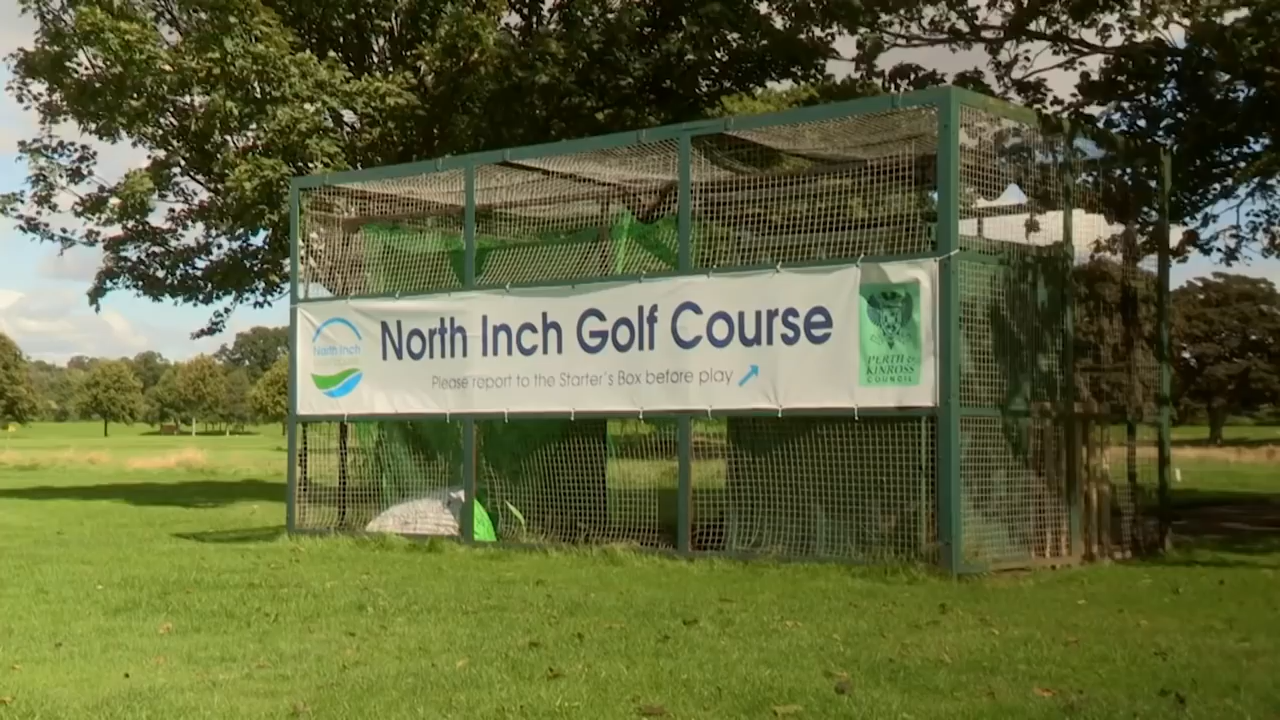 North Inch
North Inch Golf Course
Please report to the Starter's Box before play
PERTH &
KINROSS
COUNCIL